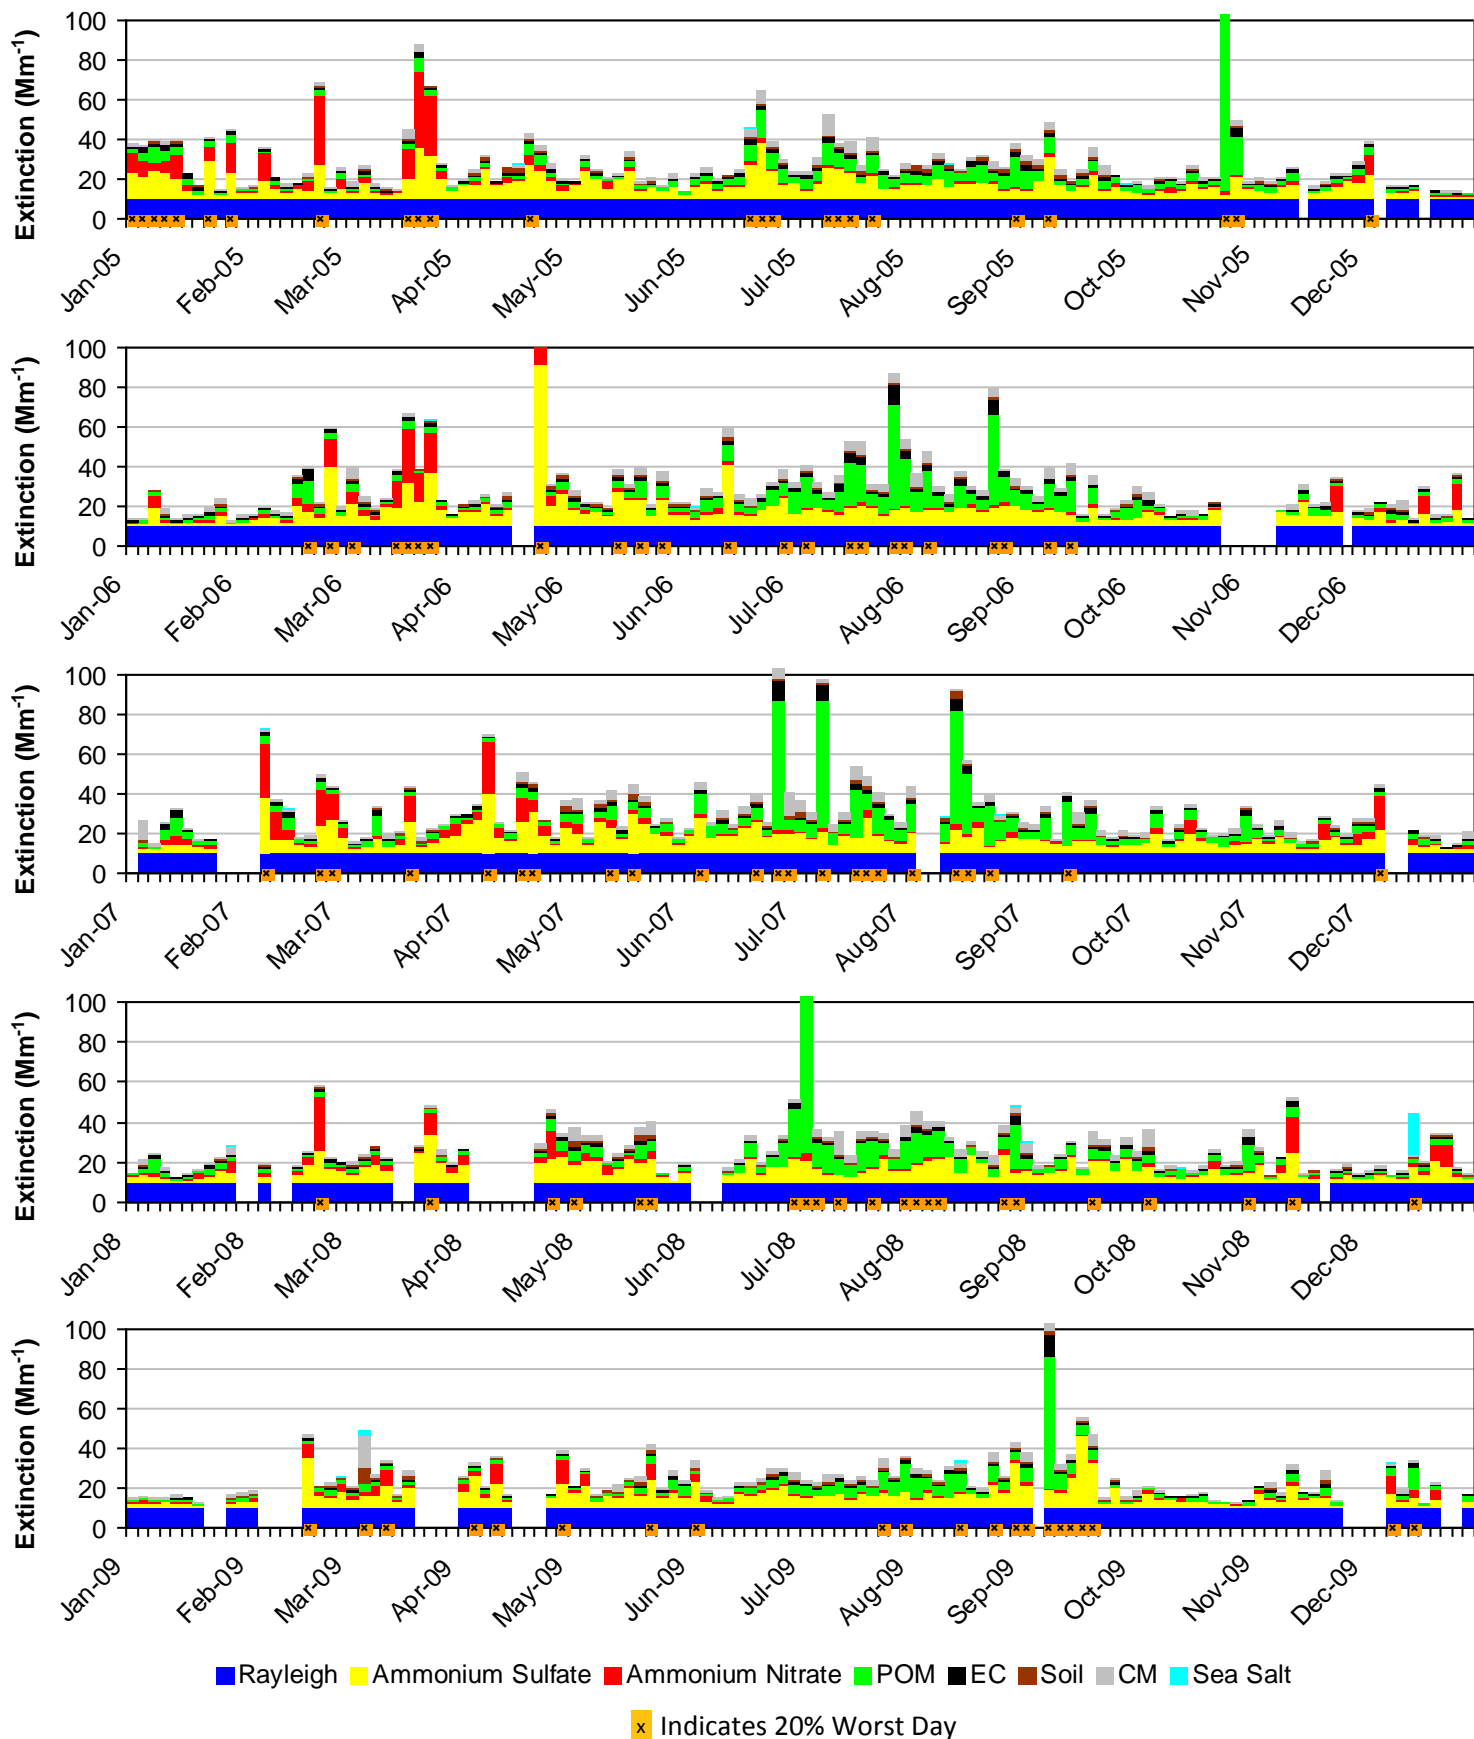 Extinction (Mm⁻¹)
100
80
60
40
20
0
Jan-05 Feb-05 Mar-05 Apr-05 May-05 Jun-05 Jul-05 Aug-05 Sep-05 Oct-05 Nov-05 Dec-05
Extinction (Mm⁻¹)
100
80
60
40
20
0
Jan-06 Feb-06 Mar-06 Apr-06 May-06 Jun-06 Jul-06 Aug-06 Sep-06 Oct-06 Nov-06 Dec-06
Extinction (Mm⁻¹)
100
80
60
40
20
0
Jan-07 Feb-07 Mar-07 Apr-07 May-07 Jun-07 Jul-07 Aug-07 Sep-07 Oct-07 Nov-07 Dec-07
Extinction (Mm⁻¹)
100
80
60
40
20
0
Jan-08 Feb-08 Mar-08 Apr-08 May-08 Jun-08 Jul-08 Aug-08 Sep-08 Oct-08 Nov-08 Dec-08
Extinction (Mm⁻¹)
100
80
60
40
20
0
Jan-09 Feb-09 Mar-09 Apr-09 May-09 Jun-09 Jul-09 Aug-09 Sep-09 Oct-09 Nov-09 Dec-09
Rayleigh Ammonium Sulfate Ammonium Nitrate POM EC Soil CM Sea Salt
x Indicates 20% Worst Day